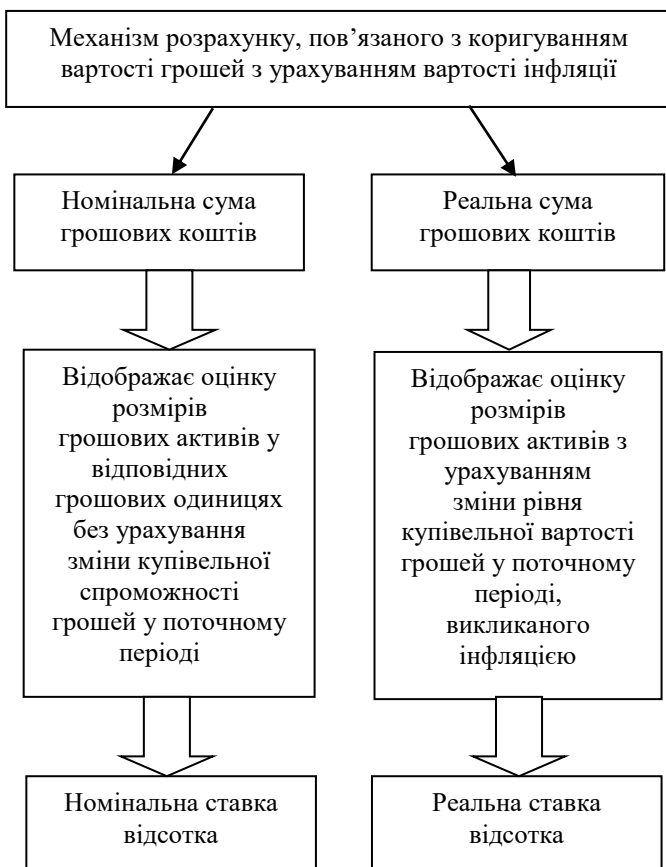 Механізм розрахунку, пов’язаного з коригуванням
вартості грошей з урахуванням вартості інфляції
Номінальна сума
грошових коштів
Реальна сума
грошових коштів
Відображає оцінку
розмірів
грошових активів у
відповідних
грошових одиницях
без урахування
зміни купівельної
спроможності
грошей у поточному
періоді
Відображає оцінку
розмірів
грошових активів з
урахуванням
зміни рівня
купівельної вартості
грошей у поточному
періоді,
викликаного
інфляцією
Номінальна ставка
відсотка
Реальна ставка
відсотка